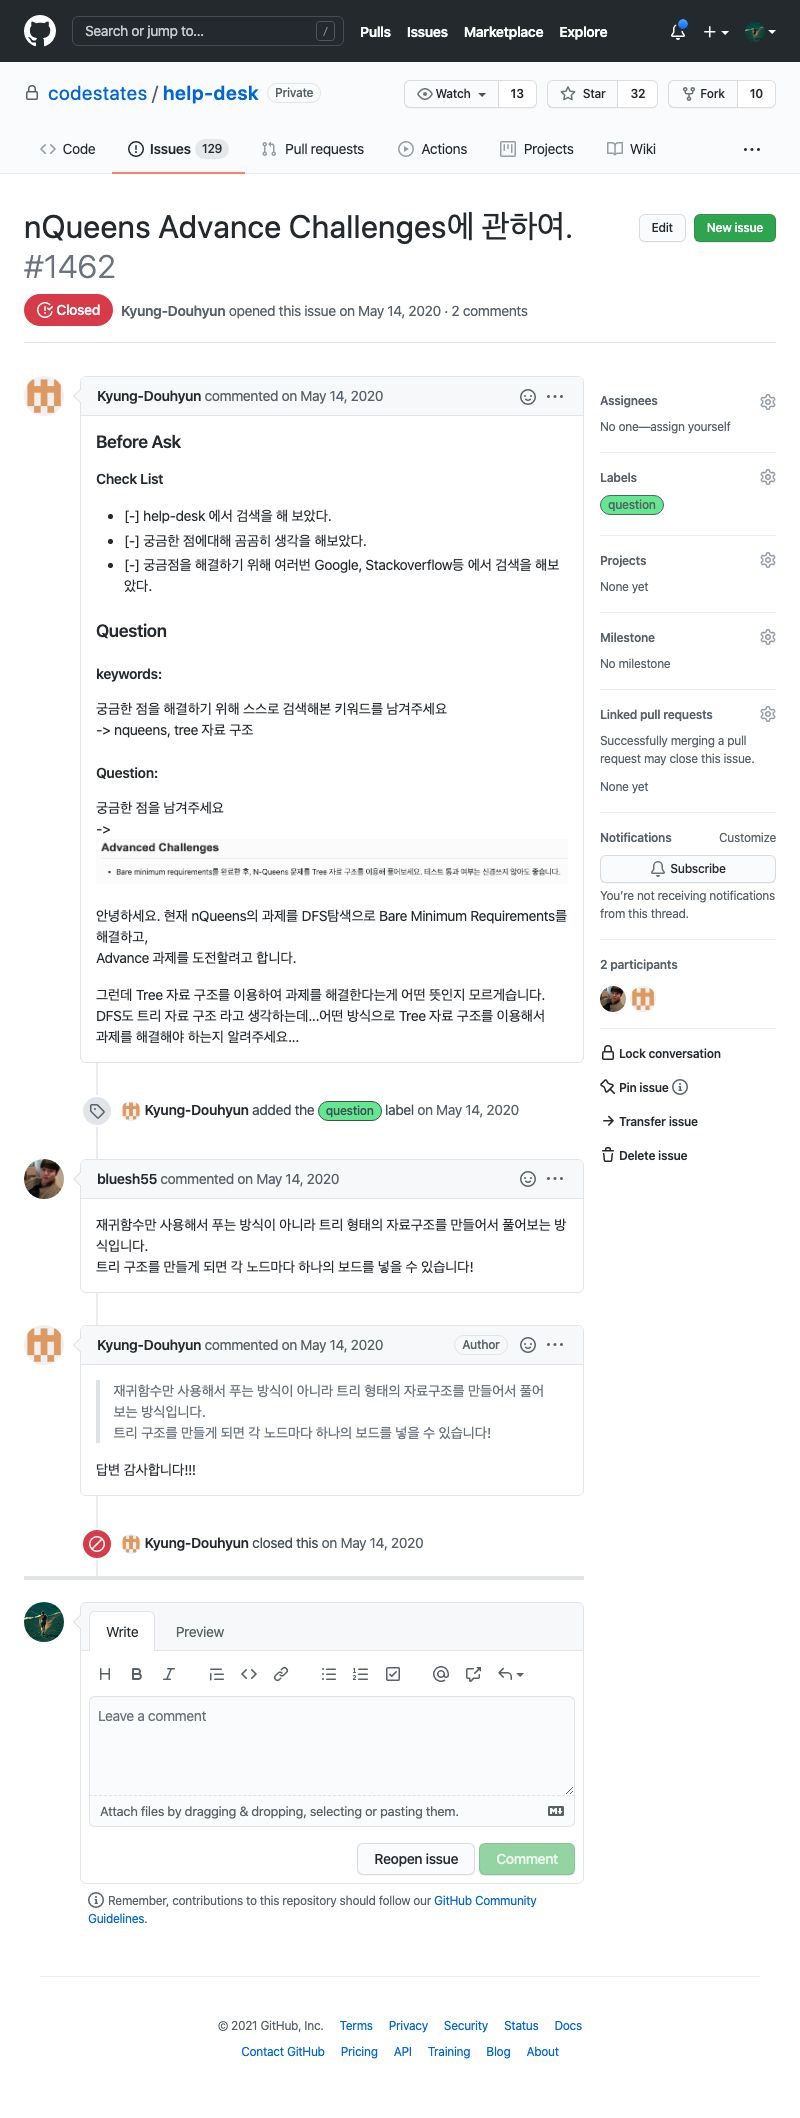 Search or jump to... /
Pulls Issues Marketplace Explore
codestates / help-desk Private
Watch 13 Star 32 Fork 10
Code Issues 129 Pull requests Actions Projects Wiki
nQueens Advance Challenges에 관하여.
#1462
Edit New issue
Closed Kyung-Douhyun opened this issue on May 14, 2020 · 2 comments
Kyung-Douhyun commented on May 14, 2020
Before Ask
Check List
• [-] help-desk 에서 검색을 해 보았다.
• [-] 궁금한 점에대해 곰곰히 생각을 해보았다.
• [-] 궁금점을 해결하기 위해 여러번 Google, Stackoverflow등 에서 검색을 해보
았다.
Question
keywords:
궁금한 점을 해결하기 위해 스스로 검색해본 키워드를 남겨주세요
-> nqueens, tree 자료 구조
Question:
궁금한 점을 남겨주세요
->
Advanced Challenges
• Bare minimum requirements를 완료한 후, N-Queens 문제를 Tree 자료 구조를 이용해 풀어보세요. 테스트 통과 여부는 신경쓰지 않아도 좋습니다.
안녕하세요. 현재 nQueens의 과제를 DFS탐색으로 Bare Minimum Requirements를
해결하고,
Advance 과제를 도전할려고 합니다.
그런데 Tree 자료 구조를 이용하여 과제를 해결한다는게 어떤 뜻인지 모르게습니다.
DFS도 트리 자료 구조 라고 생각하는데...어떤 방식으로 Tree 자료 구조를 이용해서
과제를 해결해야 하는지 알려주세요...
Kyung-Douhyun added the question label on May 14, 2020
bluesh55 commented on May 14, 2020
재귀함수만 사용해서 푸는 방식이 아니라 트리 형태의 자료구조를 만들어서 풀어보는 방
식입니다.
트리 구조를 만들게 되면 각 노드마다 하나의 보드를 넣을 수 있습니다!
Kyung-Douhyun commented on May 14, 2020 Author
재귀함수만 사용해서 푸는 방식이 아니라 트리 형태의 자료구조를 만들어서 풀어
보는 방식입니다.
트리 구조를 만들게 되면 각 노드마다 하나의 보드를 넣을 수 있습니다!
답변 감사합니다!!!
Kyung-Douhyun closed this on May 14, 2020
Assignees
No one—assign yourself
Labels
question
Projects
None yet
Milestone
No milestone
Linked pull requests
Successfully merging a pull
request may close this issue.
None yet
Notifications Customize
Subscribe
You're not receiving notifications
from this thread.
2 participants
Lock conversation
Pin issue
Transfer issue
Delete issue
Write Preview
H B I
Leave a comment
Attach files by dragging & dropping, selecting or pasting them.
Reopen issue Comment
Remember, contributions to this repository should follow our GitHub Community
Guidelines.
© 2021 GitHub, Inc. Terms Privacy Security Status Docs
Contact GitHub Pricing API Training Blog About